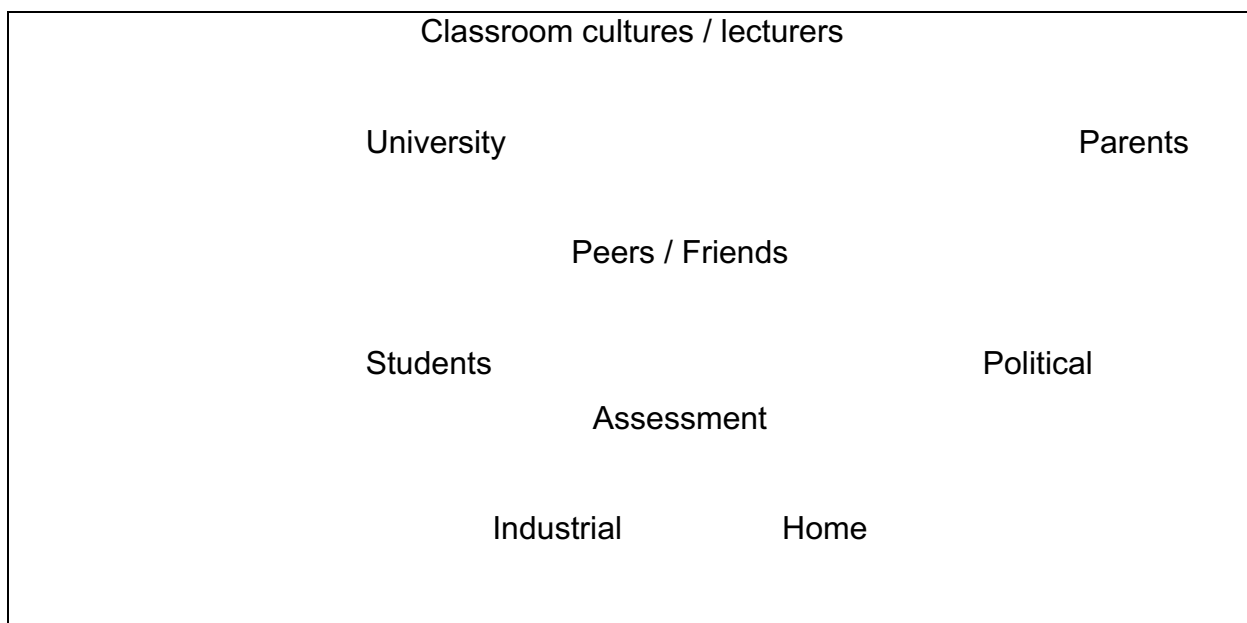 Classroom cultures / lecturers
University Parents
Peers / Friends
Students Political
Assessment
Industrial Home